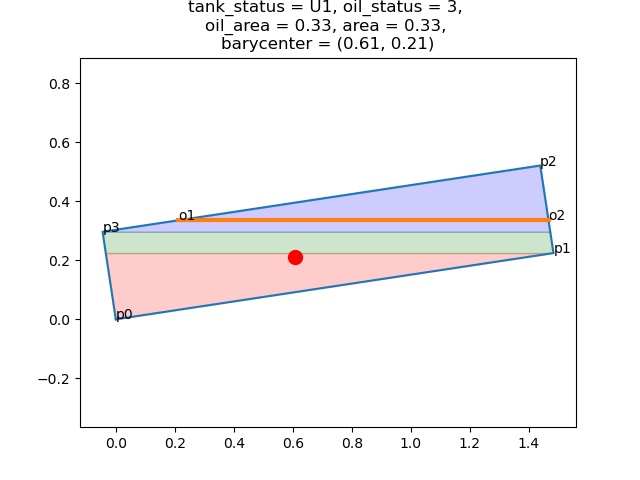 tank_status = U1, oil_status = 3,
oil_area = 0.33, area = 0.33,
barycenter = (0.61, 0.21)
0.8
0.6
p2
0.4
o1
o2
p3
p1
0.2
p0
0.0
−0.2
0.0 0.2 0.4 0.6 0.8 1.0 1.2 1.4